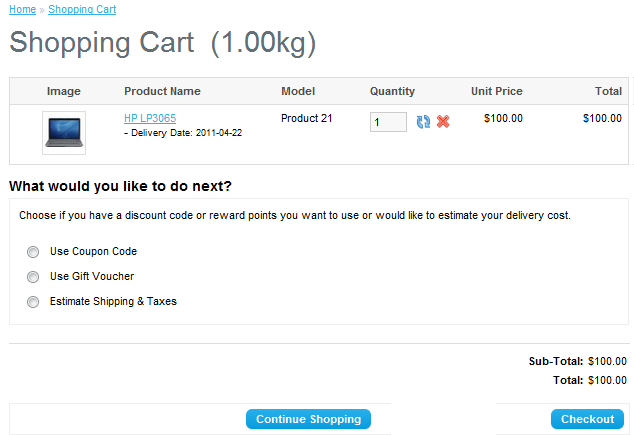 Home » Shopping Cart
Shopping Cart (1.00kg)
Image Product Name Model Quantity Unit Price Total
HP LP3065 Product 21 1 $100.00 $100.00
- Delivery Date: 2011-04-22
What would you like to do next?
Choose if you have a discount code or reward points you want to use or would like to estimate your delivery cost.
Use Coupon Code
Use Gift Voucher
Estimate Shipping & Taxes
Sub-Total: $100.00
Total: $100.00
Continue Shopping Checkout